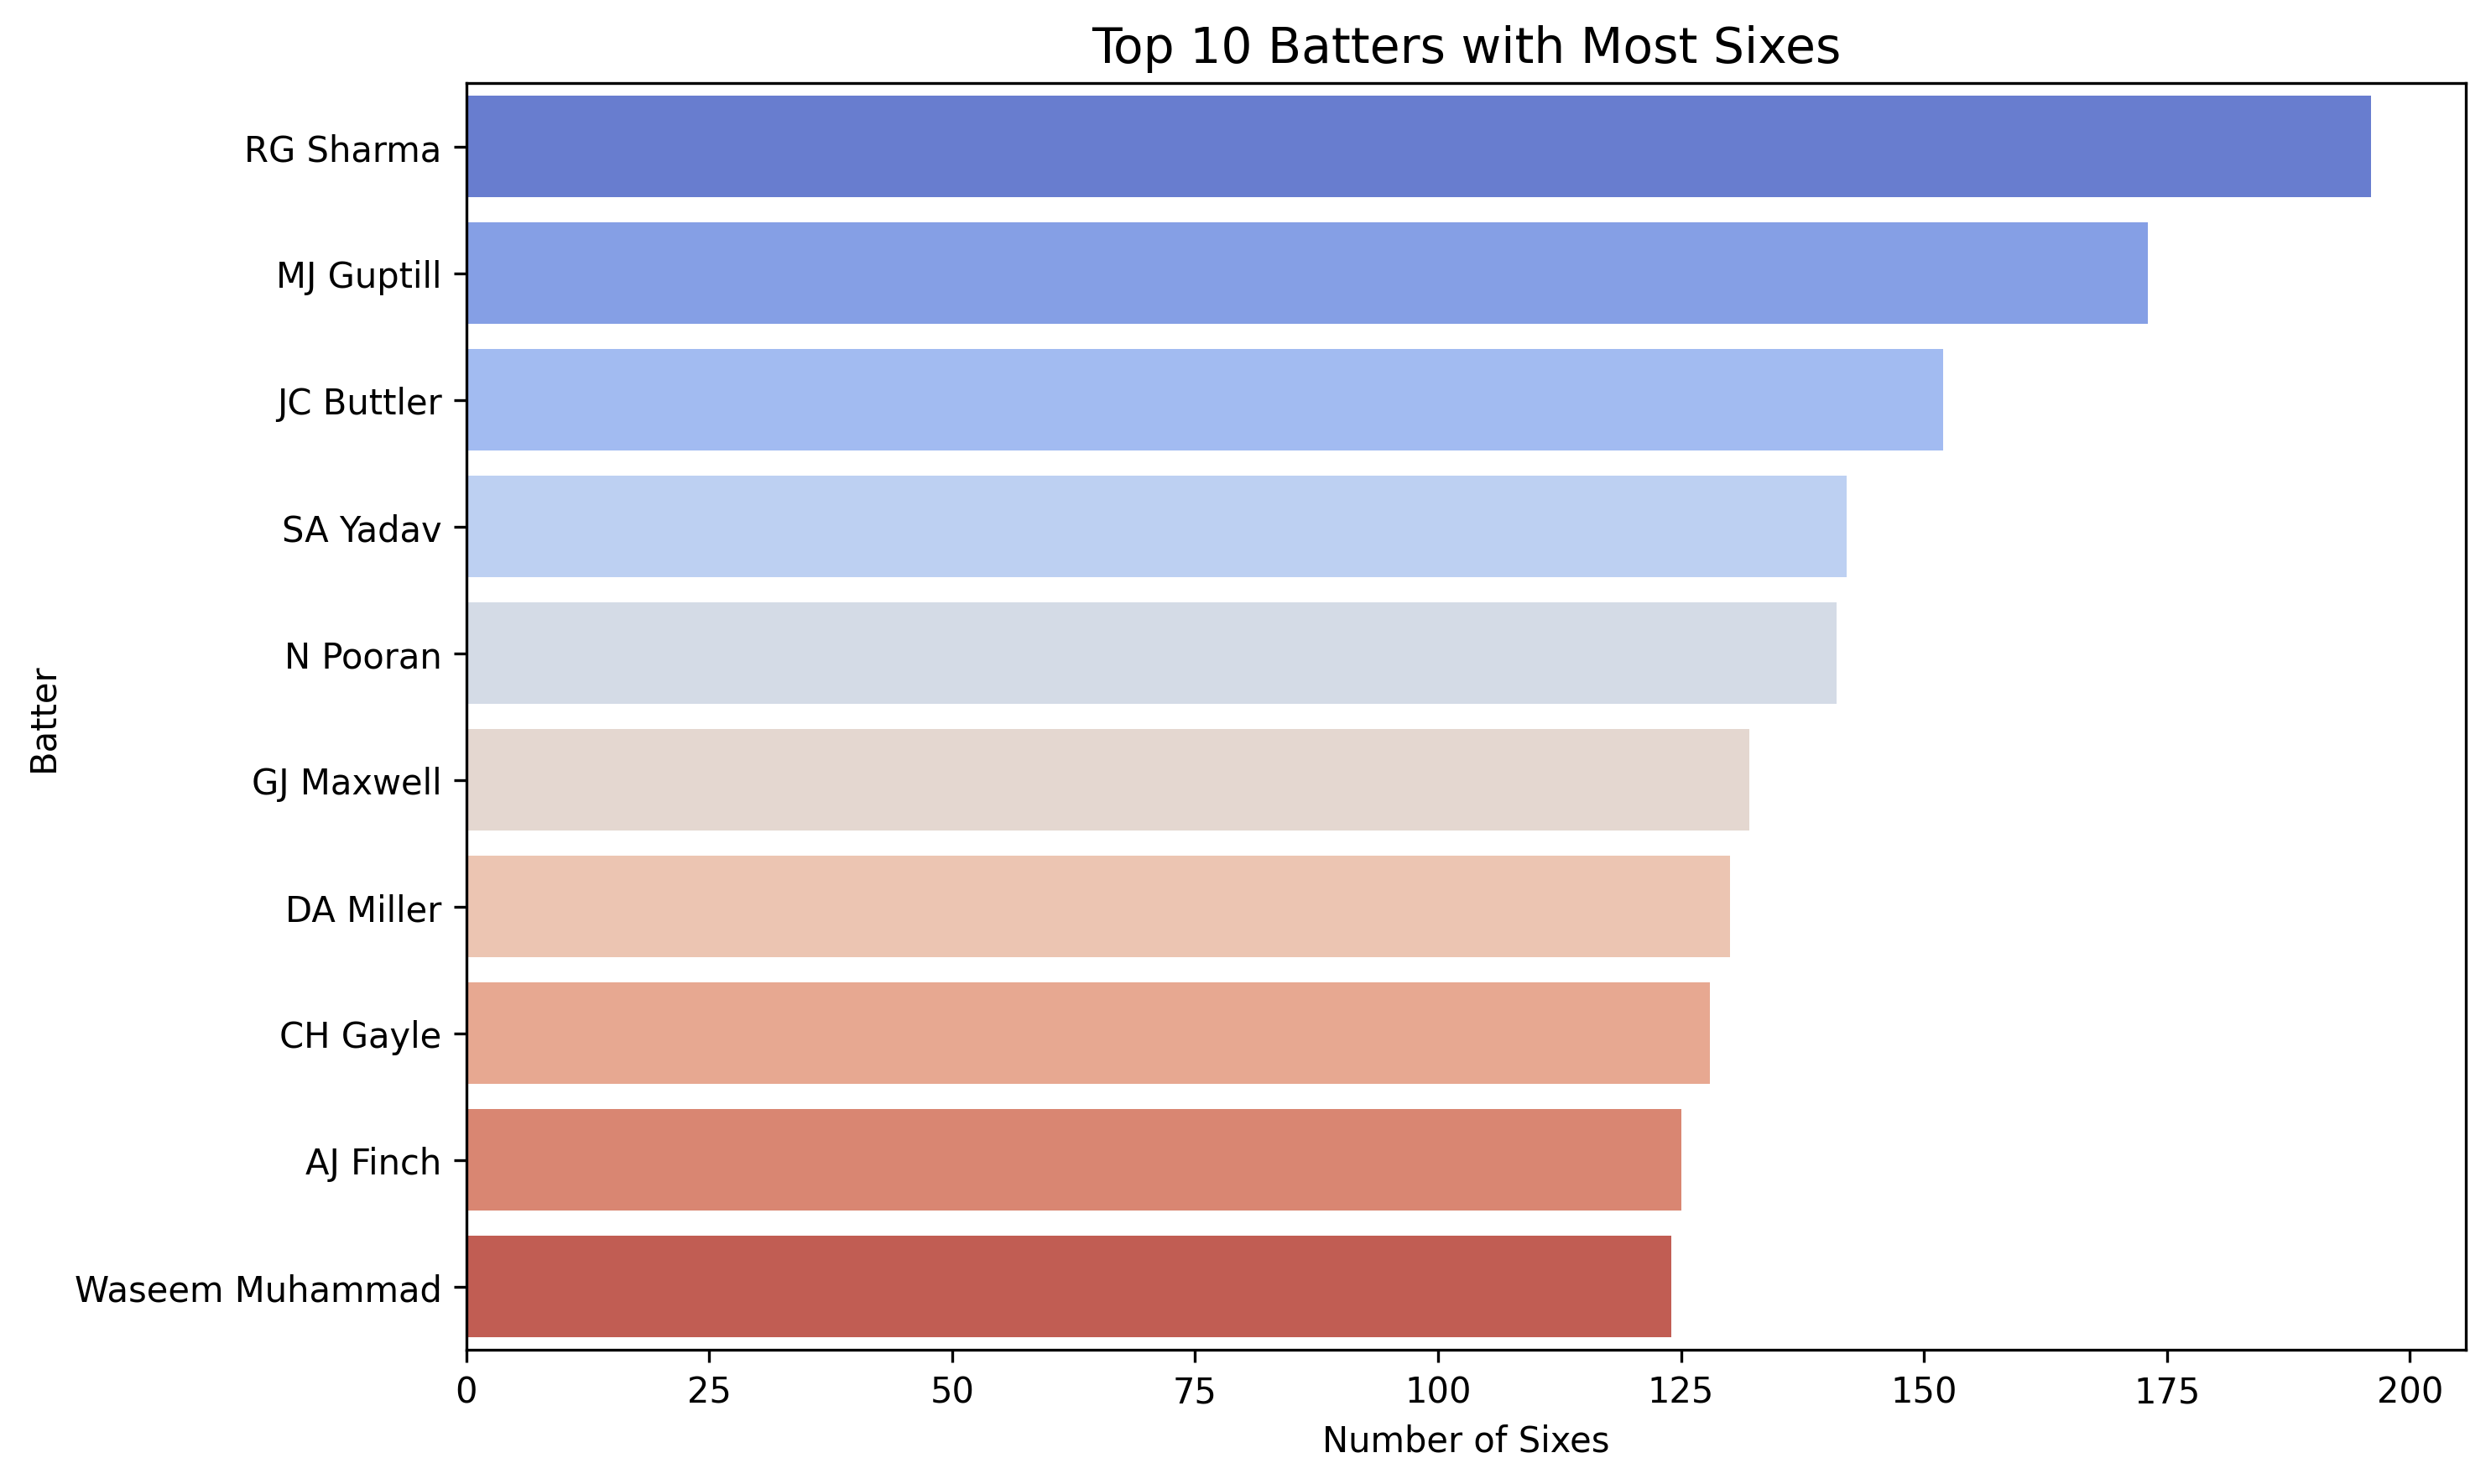 Top 10 Batters with Most Sixes
RG Sharma
MJ Guptill
JC Buttler
SA Yadav
N Pooran
GJ Maxwell
DA Miller
CH Gayle
AJ Finch
Waseem Muhammad
Batter
0 25 50 75 100 125 150 175 200
Number of Sixes